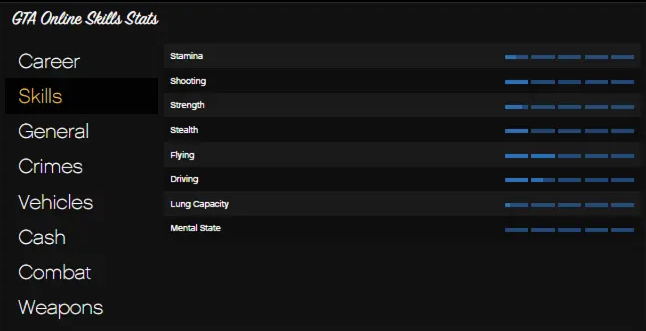 GTA Online Skills Stats
Career
Skills
General
Crimes
Vehicles
Cash
Combat
Weapons
Stamina
Shooting
Strength
Stealth
Flying
Driving
Lung Capacity
Mental State